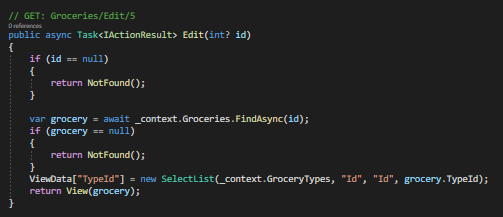 // GET: Groceries/Edit/5
0 references
public async Task<IActionResult> Edit(int? id)
{
if (id == null)
{
return NotFound();
}
var grocery = await _context.Groceries.FindAsync(id);
if (grocery == null)
{
return NotFound();
}
ViewData["TypeId"] = new SelectList(_context.GroceryTypes, "Id", "Id", grocery.TypeId);
return View(grocery);
}